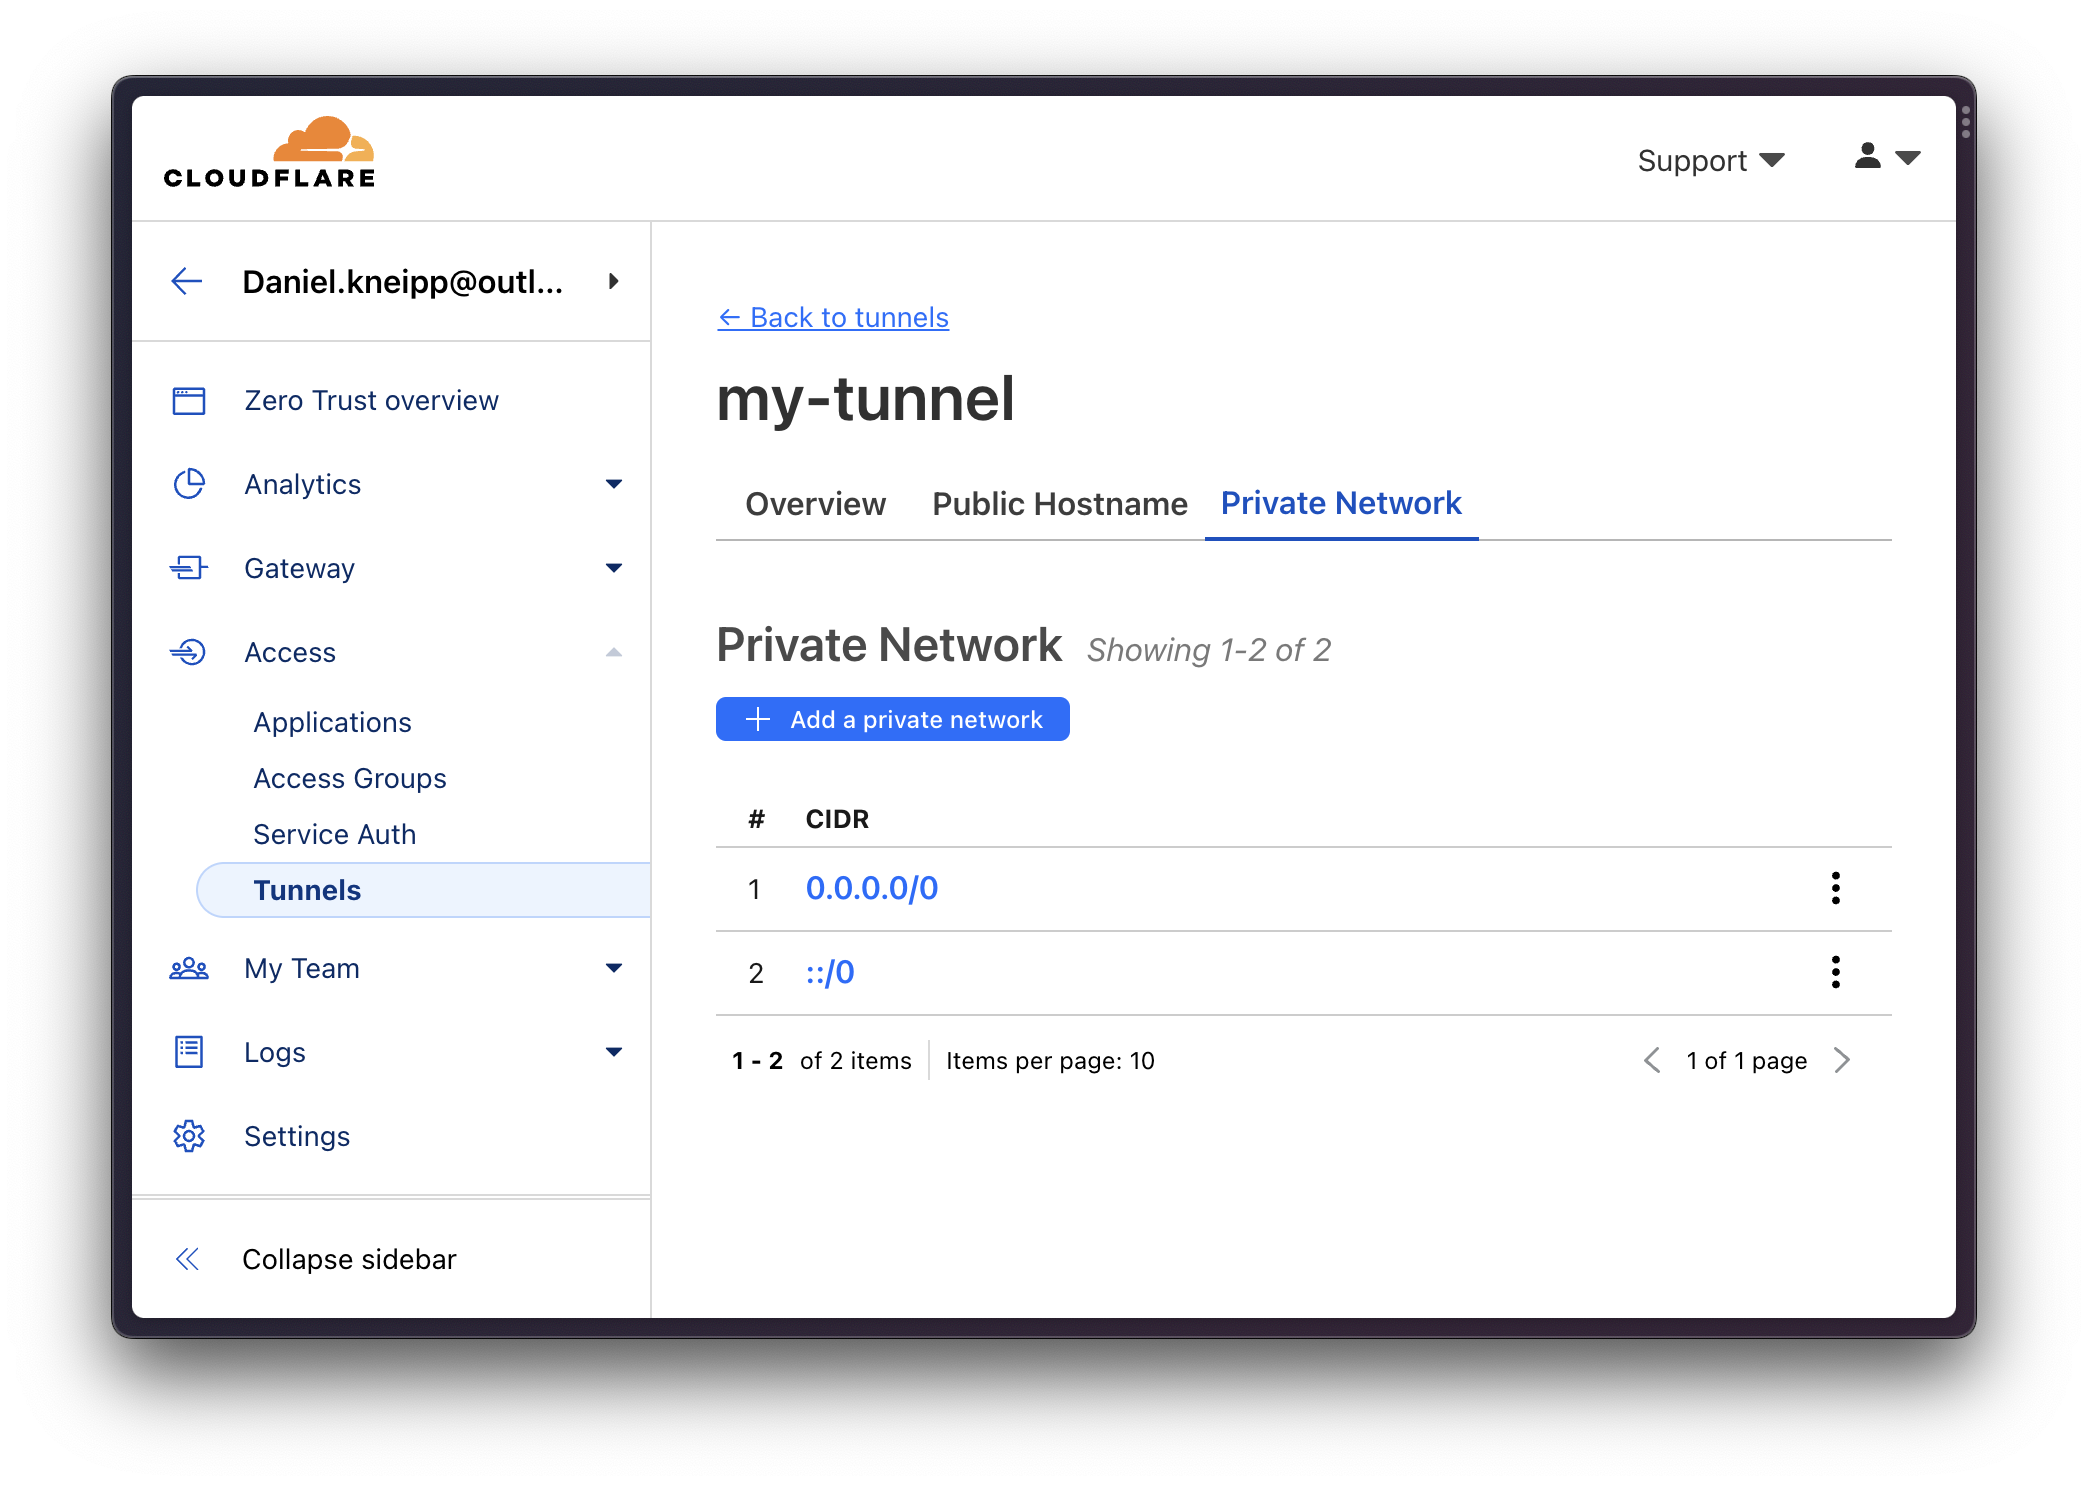 CLOUDFLARE
Support
Daniel.kneipp@outl...
Zero Trust overview
Analytics
Gateway
Access
Applications
Access Groups
Service Auth
Tunnels
My Team
Logs
Settings
Collapse sidebar
← Back to tunnels
my-tunnel
Overview Public Hostname Private Network
Private Network Showing 1-2 of 2
+ Add a private network
# CIDR
1 0.0.0.0/0
2 ::/0
1 - 2 of 2 items Items per page: 10 1 of 1 page